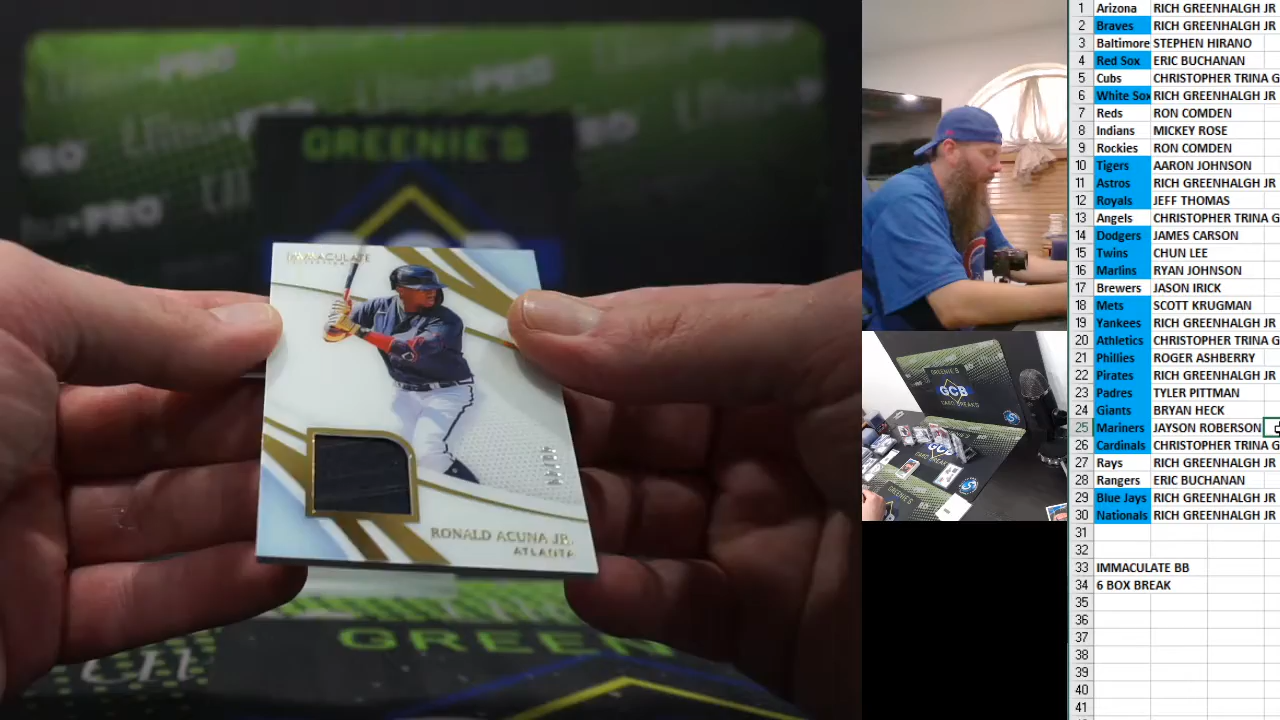 GREENIE'S
PRO
IMMACULATE
COLLECTION
RONALD ACUNA JR.
ATLANTA
GREEN
GREENIE'S
GCB
CARD BREAKS
1 Arizona RICH GREENHALGH JR
2 Braves RICH GREENHALGH JR
3 Baltimore STEPHEN HIRANO
4 Red Sox ERIC BUCHANAN
5 Cubs CHRISTOPHER TRINA G
6 White Sox RICH GREENHALGH JR
7 Reds RON COMDEN
8 Indians MICKEY ROSE
9 Rockies RON COMDEN
10 Tigers AARON JOHNSON
11 Astros RICH GREENHALGH JR
12 Royals JEFF THOMAS
13 Angels CHRISTOPHER TRINA G
14 Dodgers JAMES CARSON
15 Twins CHUN LEE
16 Marlins RYAN JOHNSON
17 Brewers JASON IRICK
18 Mets SCOTT KRUGMAN
19 Yankees RICH GREENHALGH JR
20 Athletics CHRISTOPHER TRINA G
21 Phillies ROGER ASHBERRY
22 Pirates RICH GREENHALGH JR
23 Padres TYLER PITTMAN
24 Giants BRYAN HECK
25 Mariners JAYSON ROBERSON
26 Cardinals CHRISTOPHER TRINA G
27 Rays RICH GREENHALGH JR
28 Rangers ERIC BUCHANAN
29 Blue Jays RICH GREENHALGH JR
30 Nationals RICH GREENHALGH JR
31
32
33 IMMACULATE BB
34 6 BOX BREAK
35
36
37
38
39
40
41